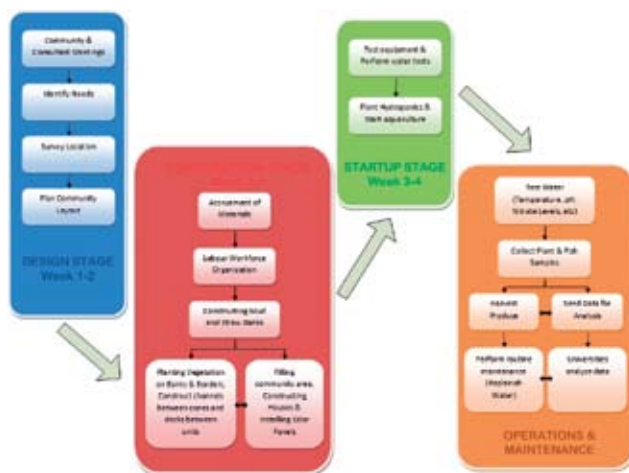 Community &
Consultant Meetings
Identify Needs
Survey Location
Plan Community
Layout
DESIGN STAGE
Week 1-2
Accruement of
Materials
Labour Workforce
Organization
Constructing Mud
and Straw Banks
Planting Vegetation
on Banks & Borders,
Construct channels
between zones and
docks between
units
Filling
community area,
Constructing
Houses &
Installing Solar
Panels
Test equipment &
Perform water tests
Plant Hydroponics &
Start aquaculture
STARTUP STAGE
Week 3-4
Test Water
(Temperature, pH,
Nitrate Levels, etc)
Collect Plant & Fish
Samples
Harvest
Produce
Send Data for
Analysis
Perform routine
maintenance
(Replenish
Water)
Universities
analyze data
OPERATIONS &
MAINTENANCE